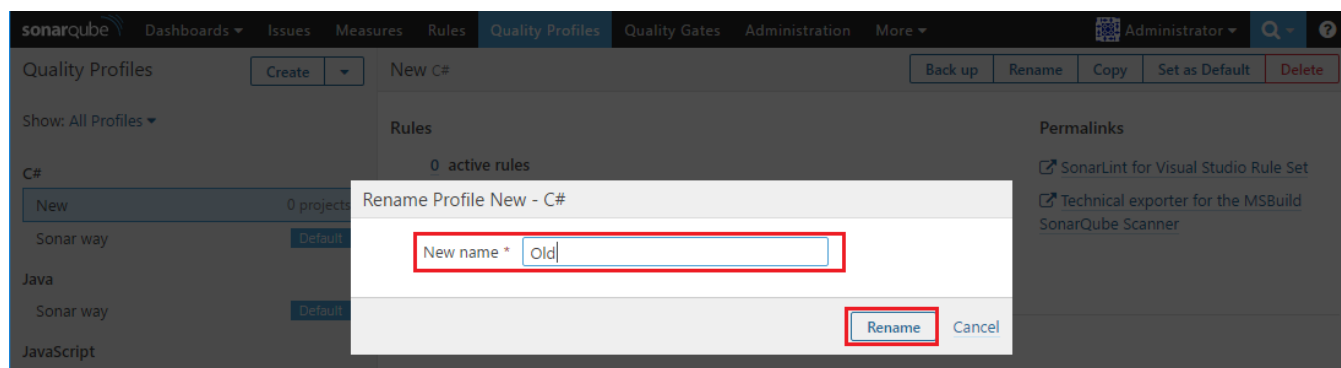 sonarqube Dashboards Issues Measures Rules Quality Profiles Quality Gates Administration More Administrator ?
Quality Profiles Create New C# Back up Rename Copy Set as Default Delete
Show: All Profiles
Rules
Permalinks
0 active rules
SonarLint for Visual Studio Rule Set
Technical exporter for the MSBuild
SonarQube Scanner
C#
New 0 projects
Sonar way Default
Java
Sonar way Default
JavaScript
Rename Profile New - C#
New name * Old
Rename Cancel